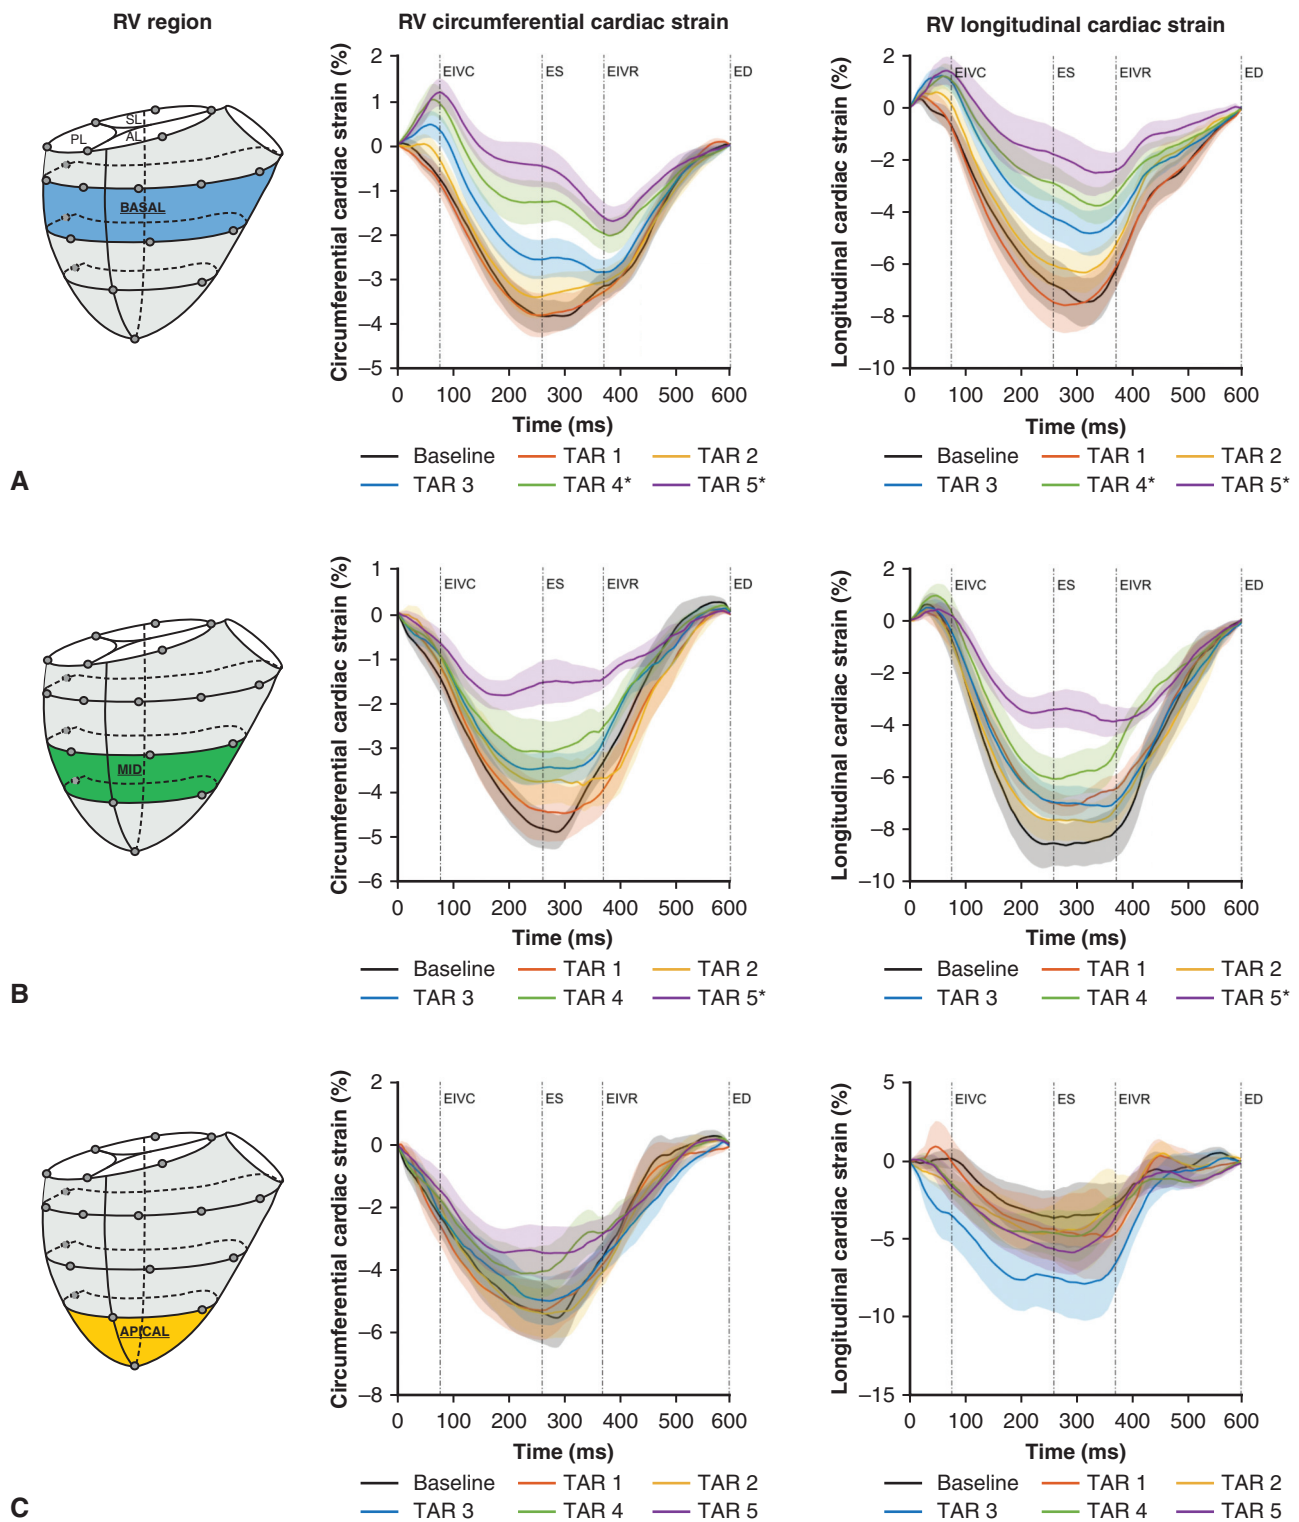 RV region
RV circumferential cardiac strain
RV longitudinal cardiac strain
SL
PL
AL
BASAL
Circumferential cardiac strain (%)
2
1
0
–1
–2
–3
–4
–5
EIVC
ES
EIVR
ED
0 100 200 300 400 500 600
Time (ms)
Baseline TAR 1 TAR 2
TAR 3 TAR 4* TAR 5*
Longitudinal cardiac strain (%)
2
0
–2
–4
–6
–8
–10
EIVC
ES
EIVR
ED
0 100 200 300 400 500 600
Time (ms)
Baseline TAR 1 TAR 2
TAR 3 TAR 4* TAR 5*
A
MID
Circumferential cardiac strain (%)
1
0
–1
–2
–3
–4
–5
–6
EIVC
ES
EIVR
ED
0 100 200 300 400 500 600
Time (ms)
Baseline TAR 1 TAR 2
TAR 3 TAR 4 TAR 5*
Longitudinal cardiac strain (%)
2
0
–2
–4
–6
–8
–10
EIVC
ES
EIVR
ED
0 100 200 300 400 500 600
Time (ms)
Baseline TAR 1 TAR 2
TAR 3 TAR 4 TAR 5*
B
APICAL
Circumferential cardiac strain (%)
2
0
–2
–4
–6
–8
EIVC
ES
EIVR
ED
0 100 200 300 400 500 600
Time (ms)
Baseline TAR 1 TAR 2
TAR 3 TAR 4 TAR 5
Longitudinal cardiac strain (%)
5
0
–5
–10
–15
EIVC
ES
EIVR
ED
0 100 200 300 400 500 600
Time (ms)
Baseline TAR 1 TAR 2
TAR 3 TAR 4 TAR 5
C